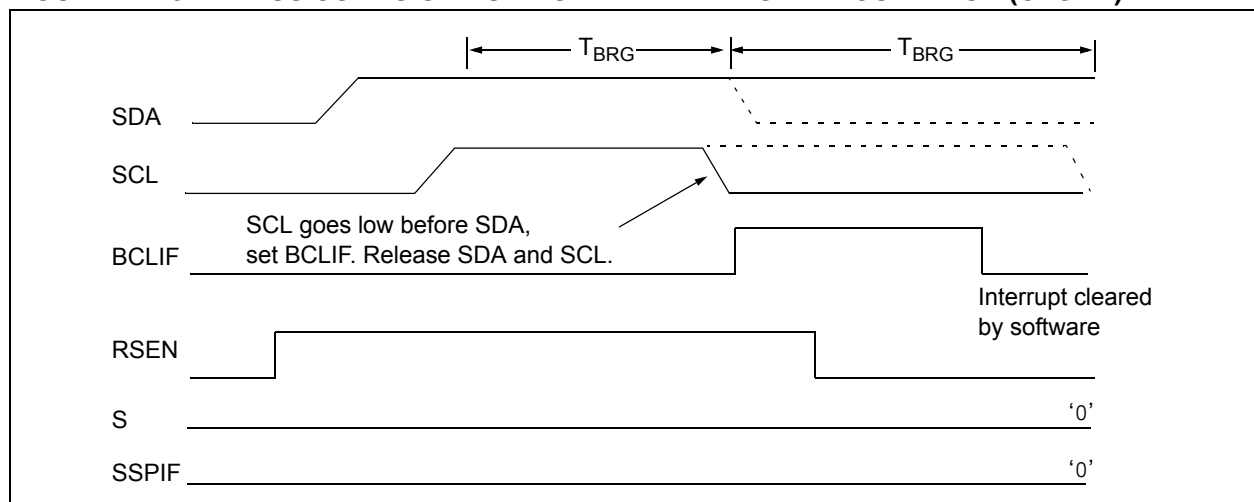 TBRG TBRG
SDA
SCL
SCL goes low before SDA,
set BCLIF. Release SDA and SCL.
BCLIF
Interrupt cleared
by software
RSEN
S ‘0’
SSPIF ‘0’